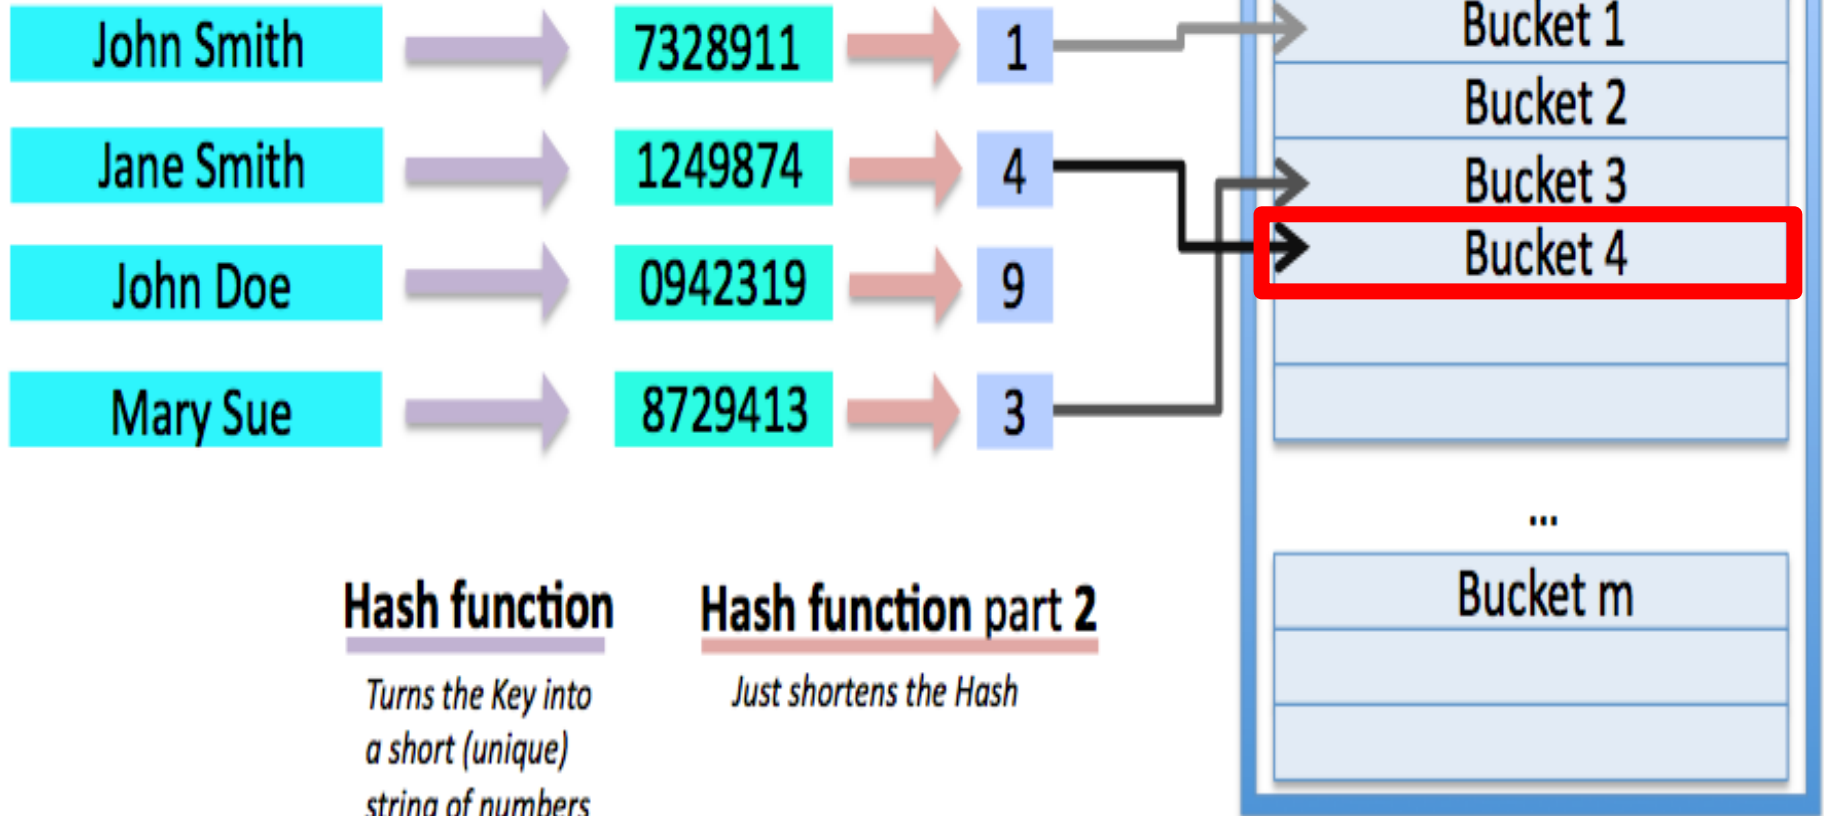 John Smith 7328911 1 Bucket 1
Bucket 2
Jane Smith 1249874 4 Bucket 3
Bucket 4
John Doe 0942319 9
Mary Sue 8729413 3
...
Bucket m
Hash function
Turns the Key into
a short (unique)
string of numbers
Hash function part 2
Just shortens the Hash